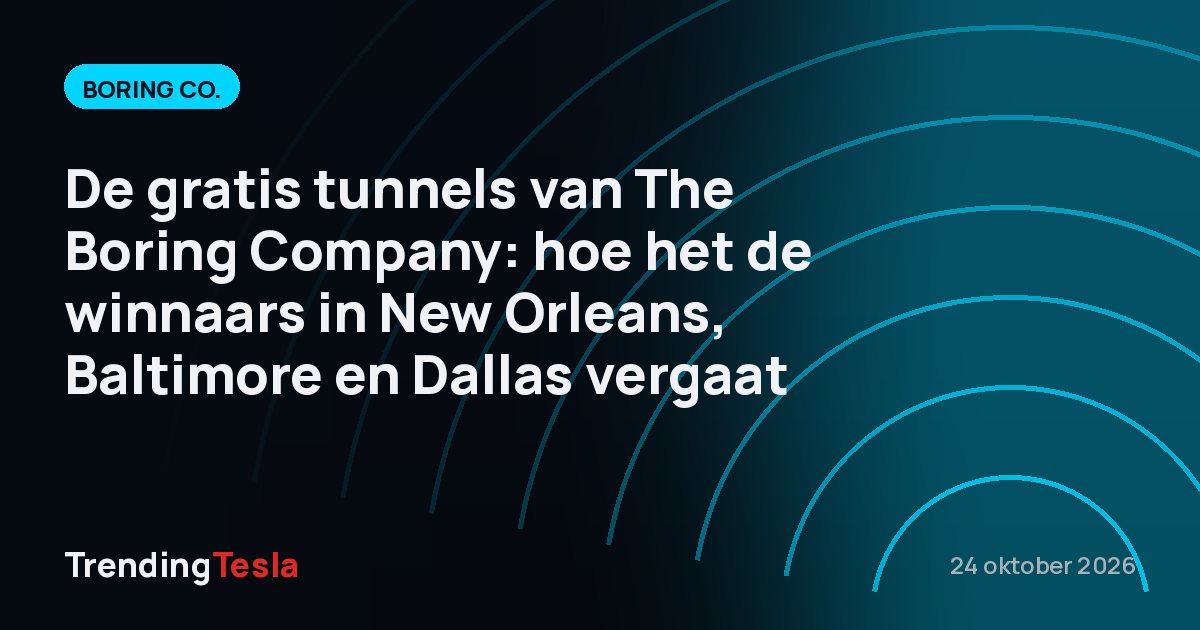 BORING CO.
De gratis tunnels van The
Boring Company: hoe het de
winnaars in New Orleans,
Baltimore en Dallas vergaat
TrendingTesla
24 oktober 2026